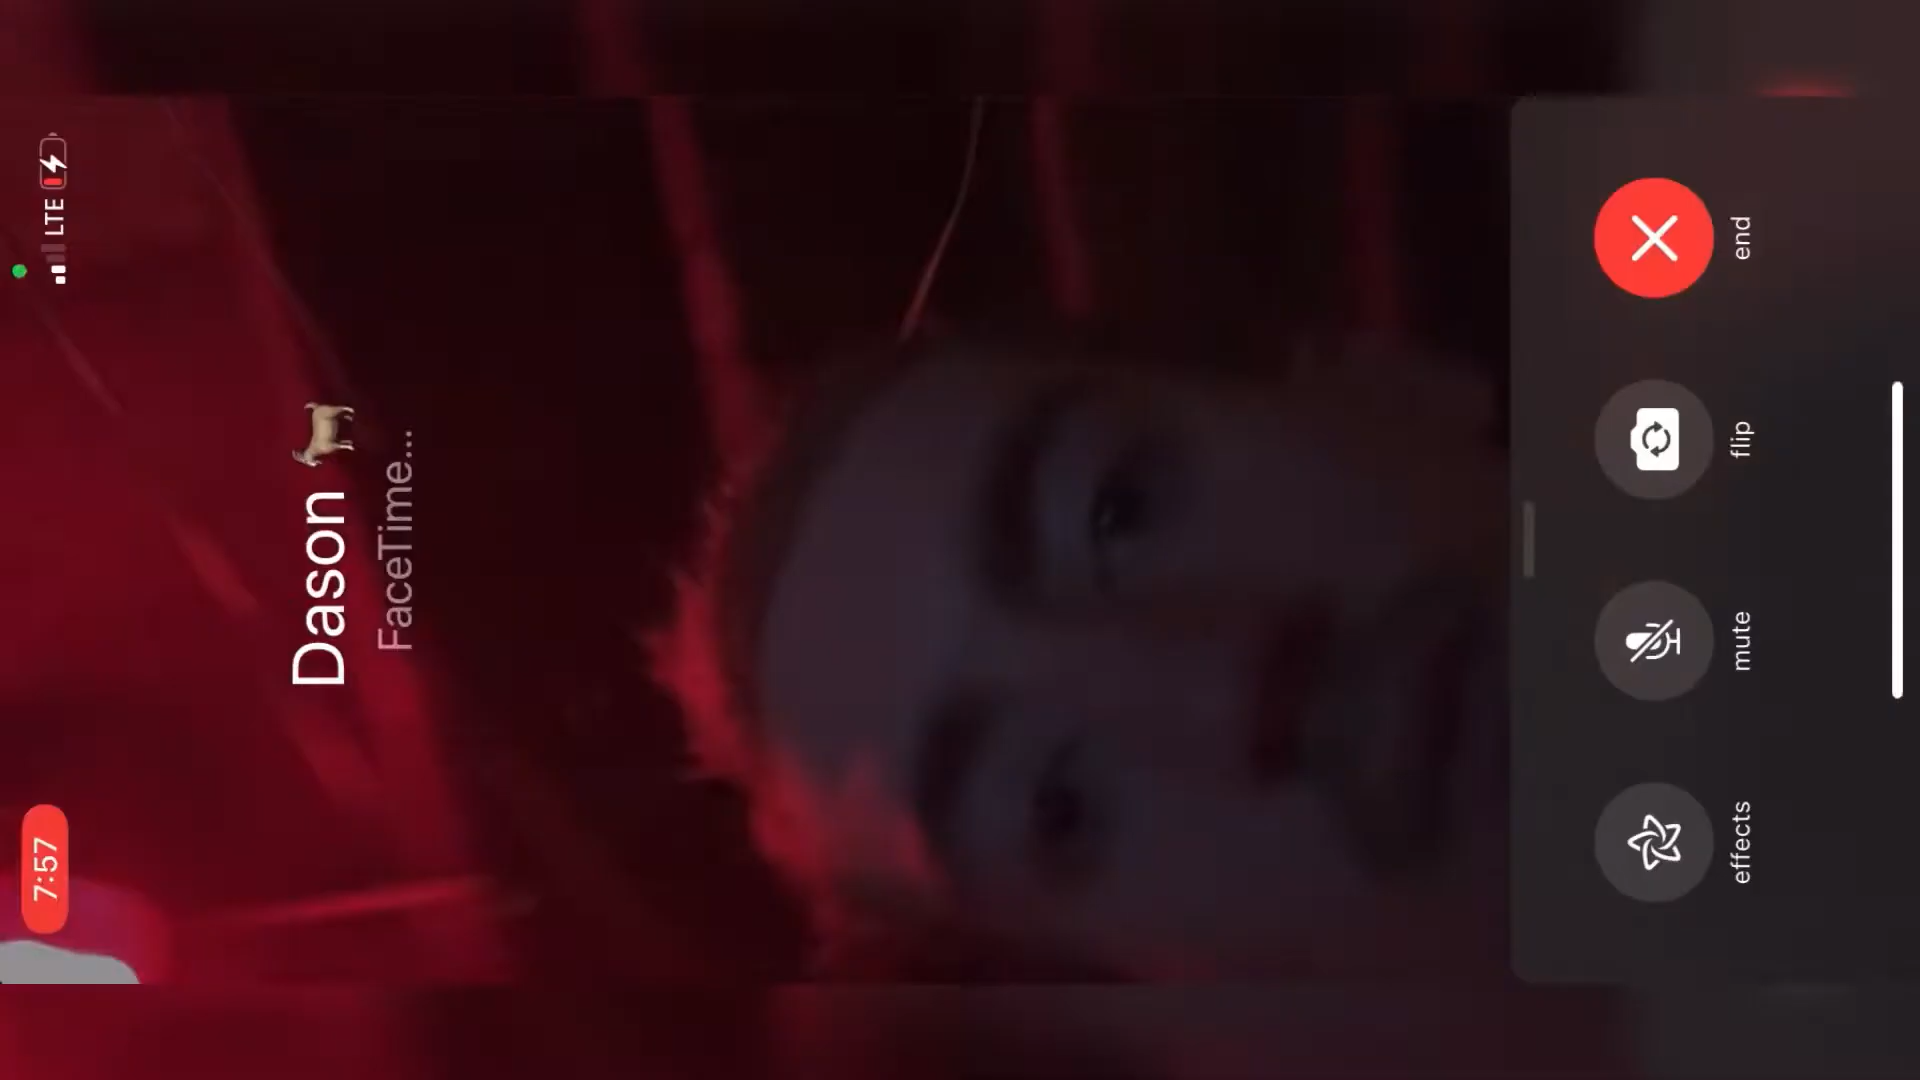 7:57
LTE
Dason 🐐
FaceTime...
effects
mute
flip
end